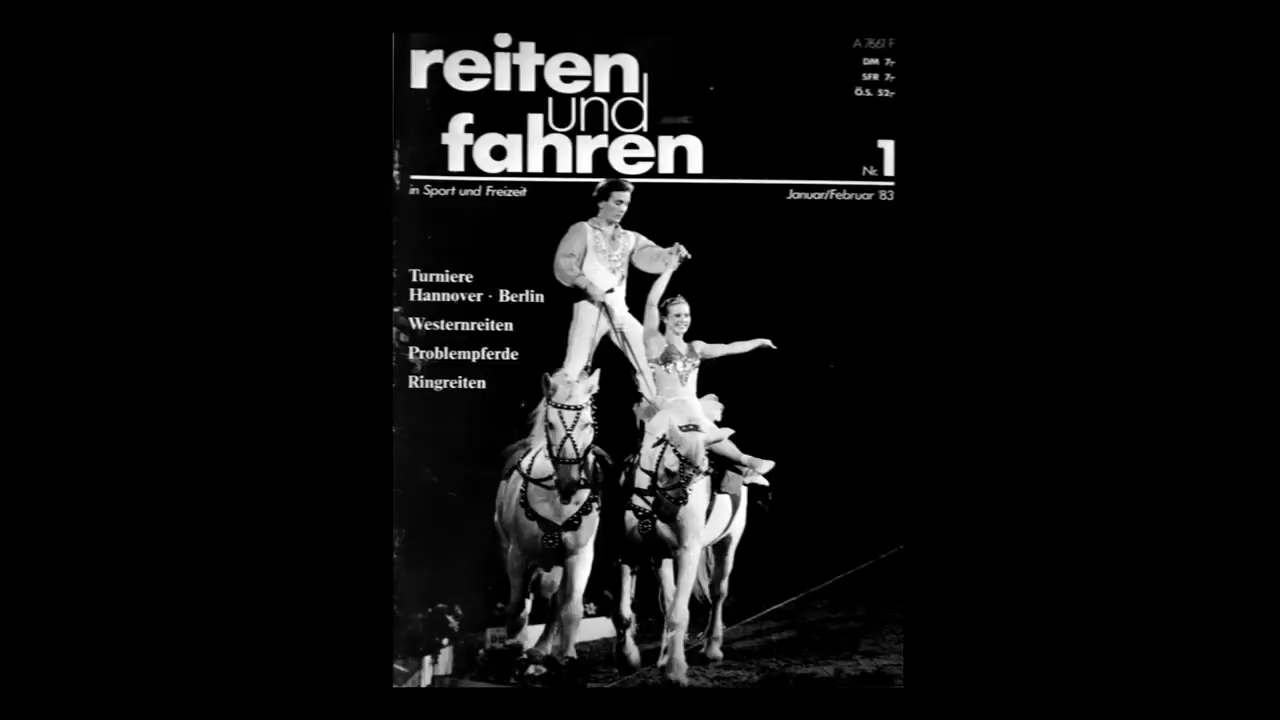 reiten
und
fahren
in Sport und Freizeit
A 7661 F
DM 7,-
SFR 7,-
Ö.S. 52,-
Nr. 1
Januar/Februar '83
Turniere
Hannover · Berlin
Westernreiten
Problempferde
Ringreiten